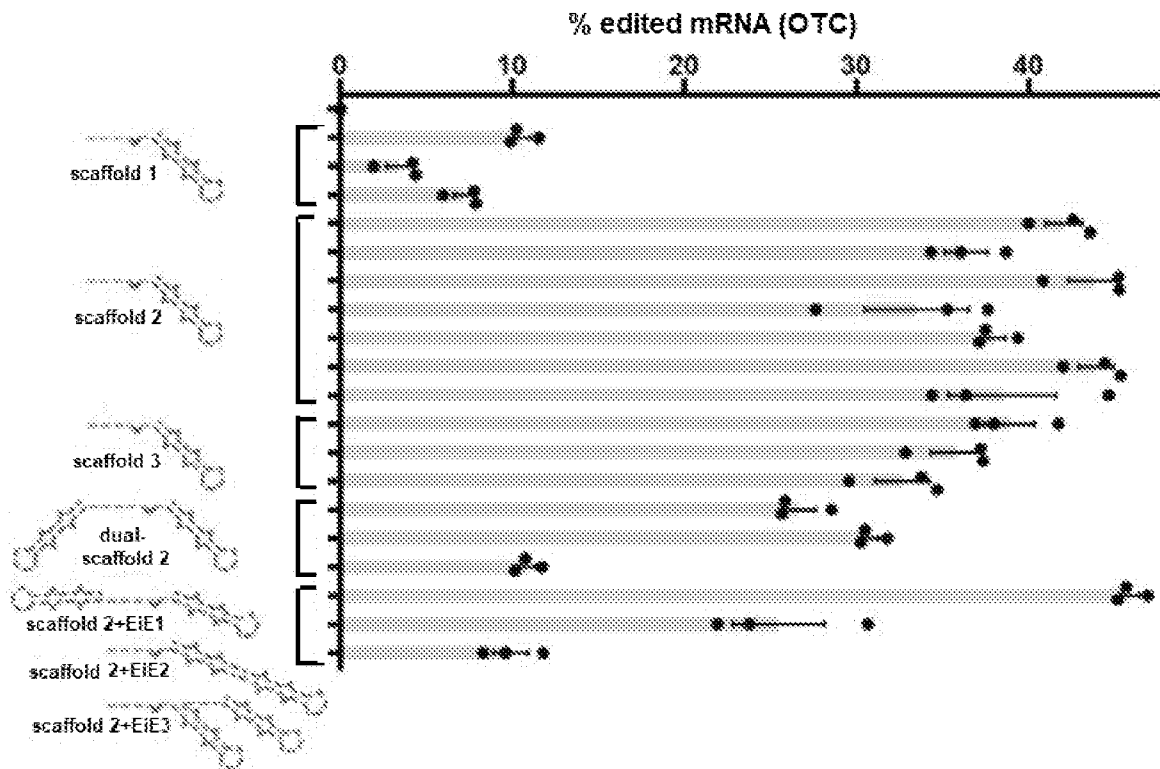 % edited mRNA (OTC)
0 10 20 30 40
scaffold 1
scaffold 2
scaffold 3
dual-
scaffold 2
scaffold 2+EiE1
scaffold 2+EiE2
scaffold 2+EiE3